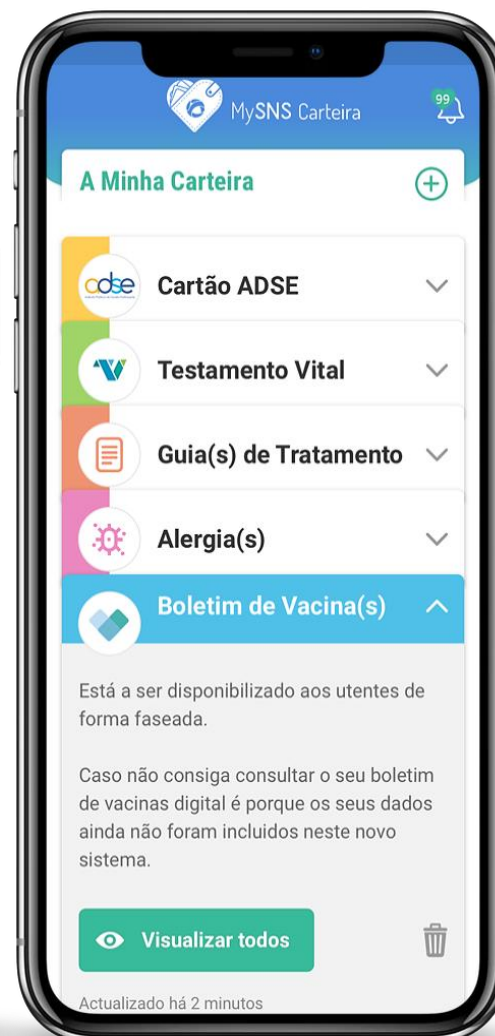 MySNS Carteira
99
A Minha Carteira
adse
Cartão ADSE
Testamento Vital
Guia(s) de Tratamento
Alergia(s)
Boletim de Vacina(s)
Está a ser disponibilizado aos utentes de
forma faseada.
Caso não consiga consultar o seu boletim
de vacinas digital é porque os seus dados
ainda não foram incluidos neste novo
sistema.
Visualizar todos
Actualizado há 2 minutos